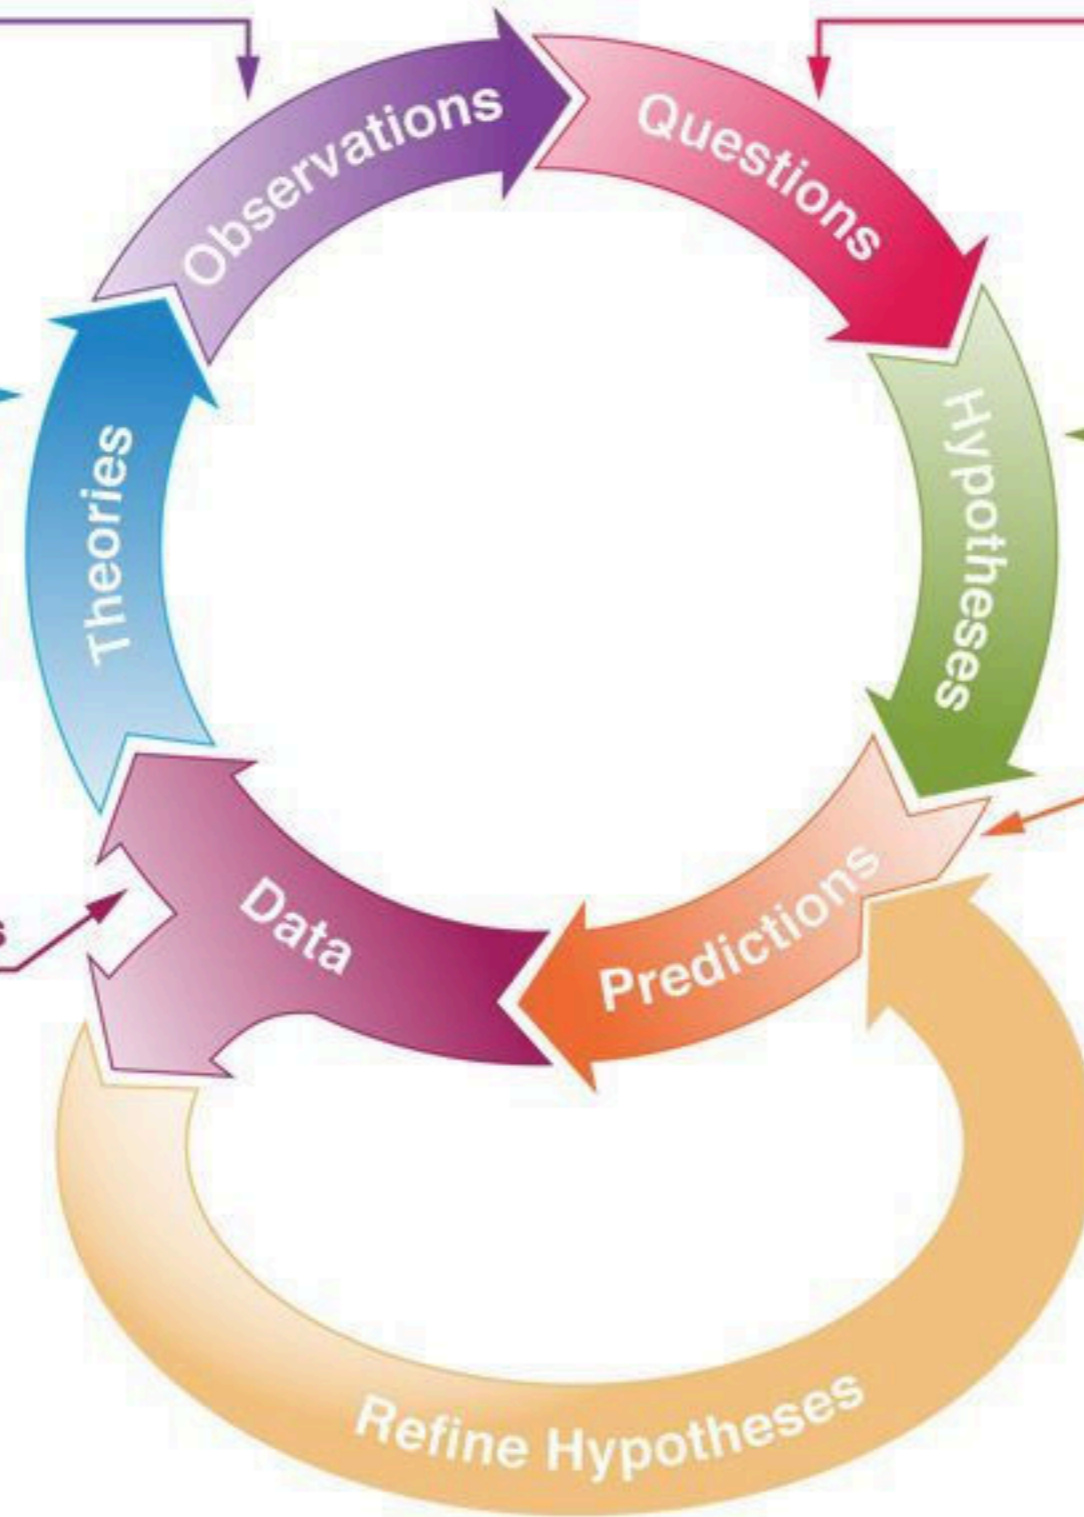 Observations
Questions
Hypotheses
Predictions
Data
Theories
Refine Hypotheses
s